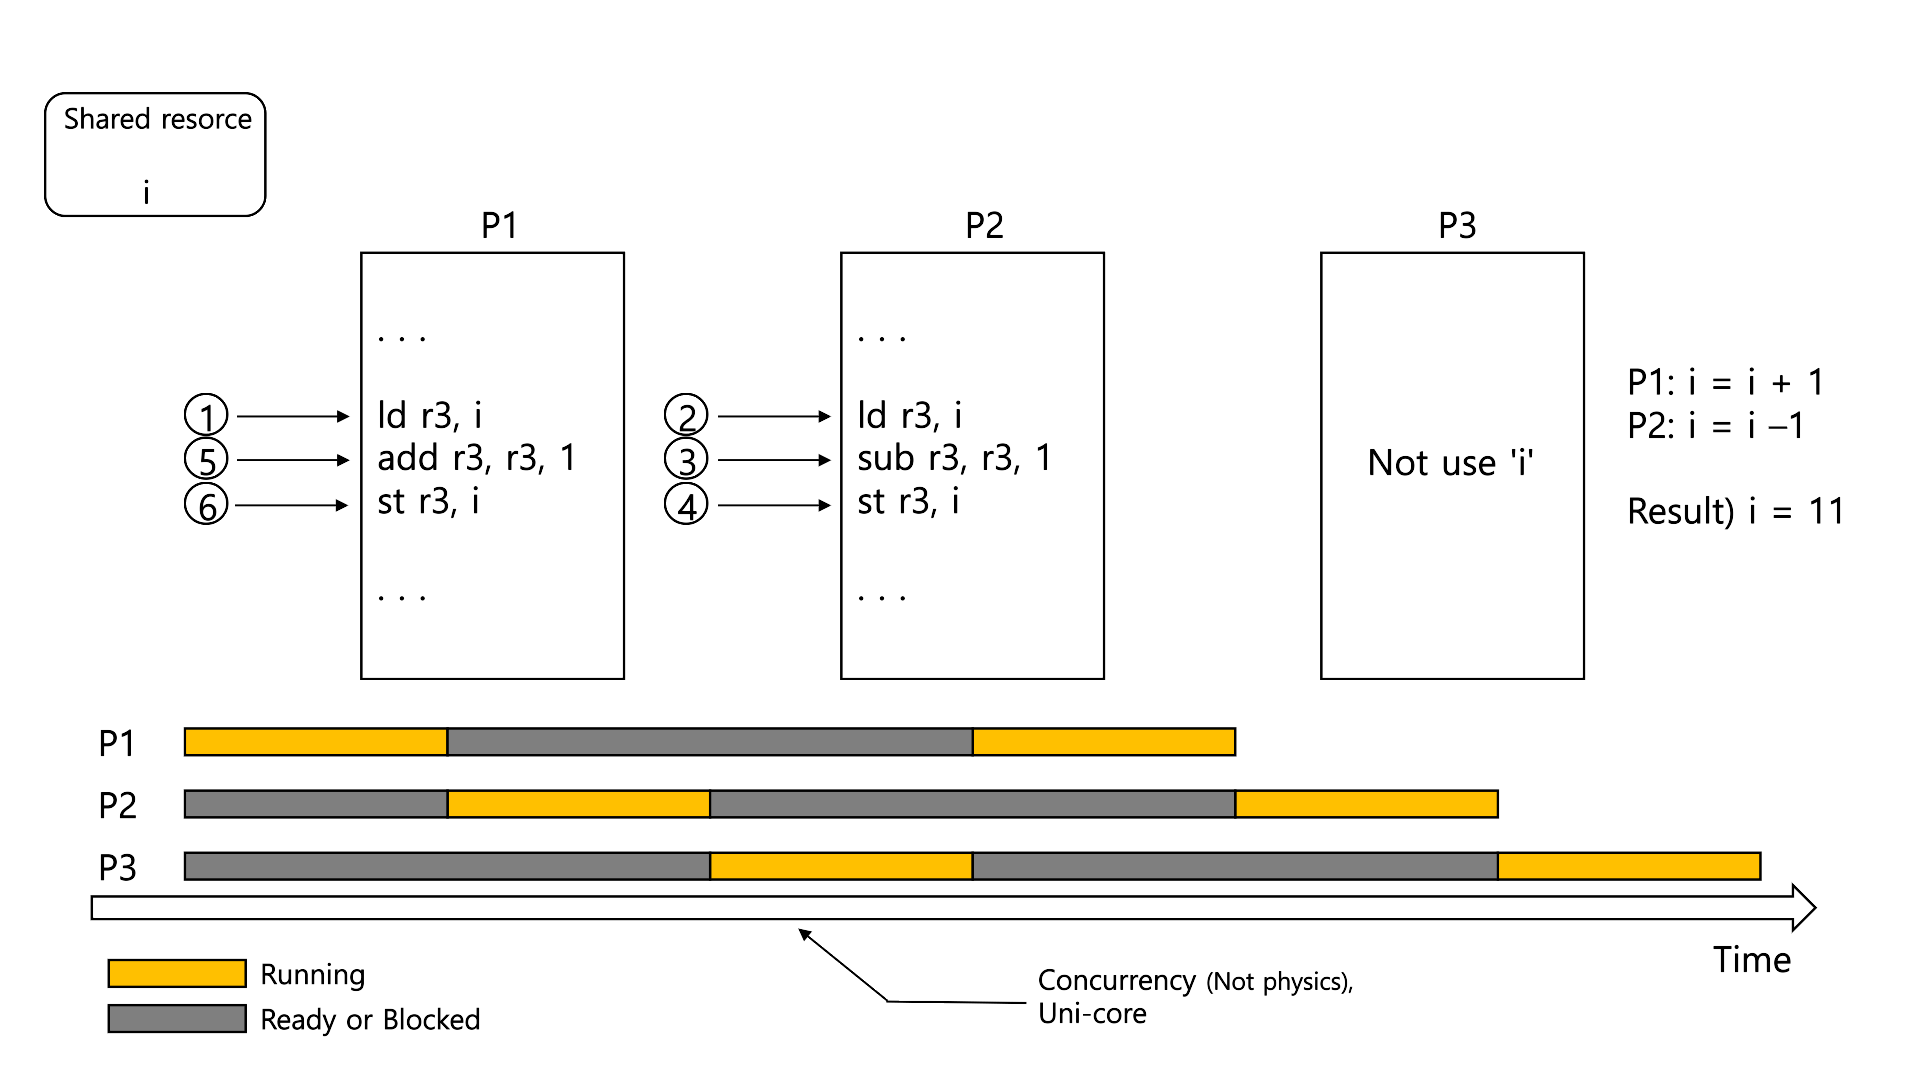 Shared resorce
i
P1
P2
P3
. . .
. . .
① ld r3, i
② ld r3, i
⑤ add r3, r3, 1
③ sub r3, r3, 1
⑥ st r3, i
④ st r3, i
. . .
. . .
Not use 'i'
P1: i = i + 1
P2: i = i –1
Result) i = 11
P1
P2
P3
Time
Running
Ready or Blocked
Concurrency (Not physics),
Uni-core